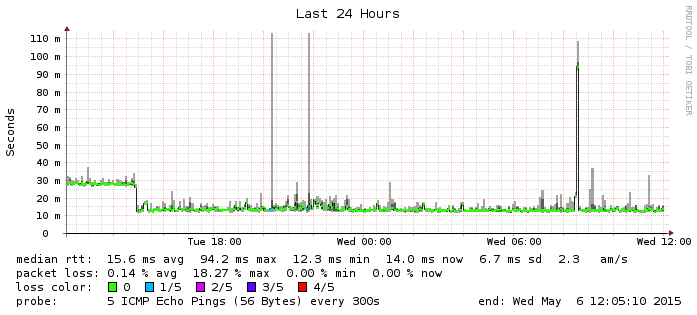 Last 24 Hours
RRDTOOL / TOBI OETIKER
Seconds
110 m
100 m
90 m
80 m
70 m
60 m
50 m
40 m
30 m
20 m
10 m
0
Tue 18:00 Wed 00:00 Wed 06:00 Wed 12:00
median rtt: 15.6 ms avg 94.2 ms max 12.3 ms min 14.0 ms now 6.7 ms sd 2.3 am/s
packet loss: 0.14 % avg 18.27 % max 0.00 % min 0.00 % now
loss color: 0 1/5 2/5 3/5 4/5
probe: 5 ICMP Echo Pings (56 Bytes) every 300s end: Wed May 6 12:05:10 2015